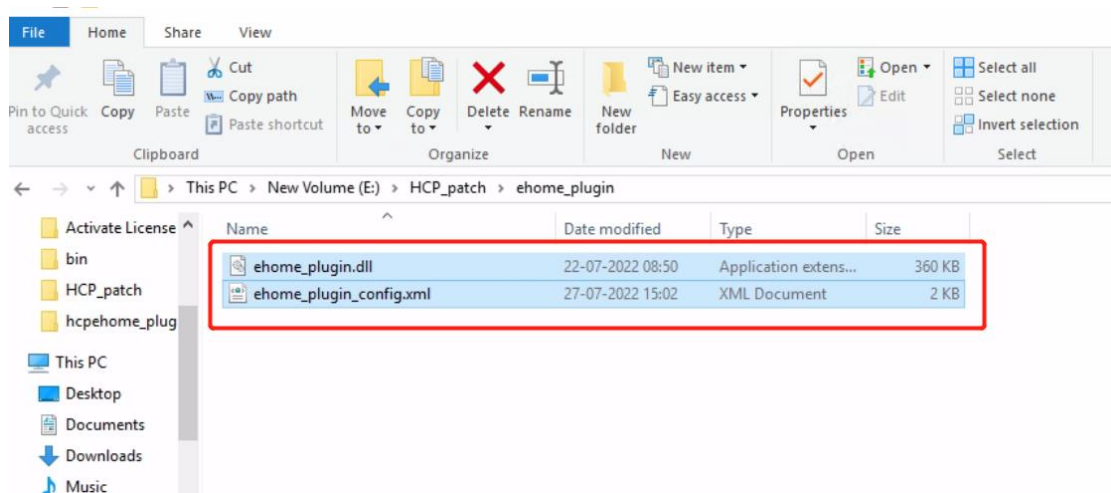 File Home Share View
Pin to Quick access
Copy
Paste
Cut
Copy path
Paste shortcut
Clipboard
Move to
Copy to
Delete
Rename
Organize
New folder
New item
Easy access
New
Properties
Open
Edit
Open
Select all
Select none
Invert selection
Select
This PC > New Volume (E:) > HCP_patch > ehome_plugin
Activate License
bin
HCP_patch
hcpehome_plug
This PC
Desktop
Documents
Downloads
Music
Name Date modified Type Size
ehome_plugin.dll 22-07-2022 08:50 Application extens... 360 KB
ehome_plugin_config.xml 27-07-2022 15:02 XML Document 2 KB